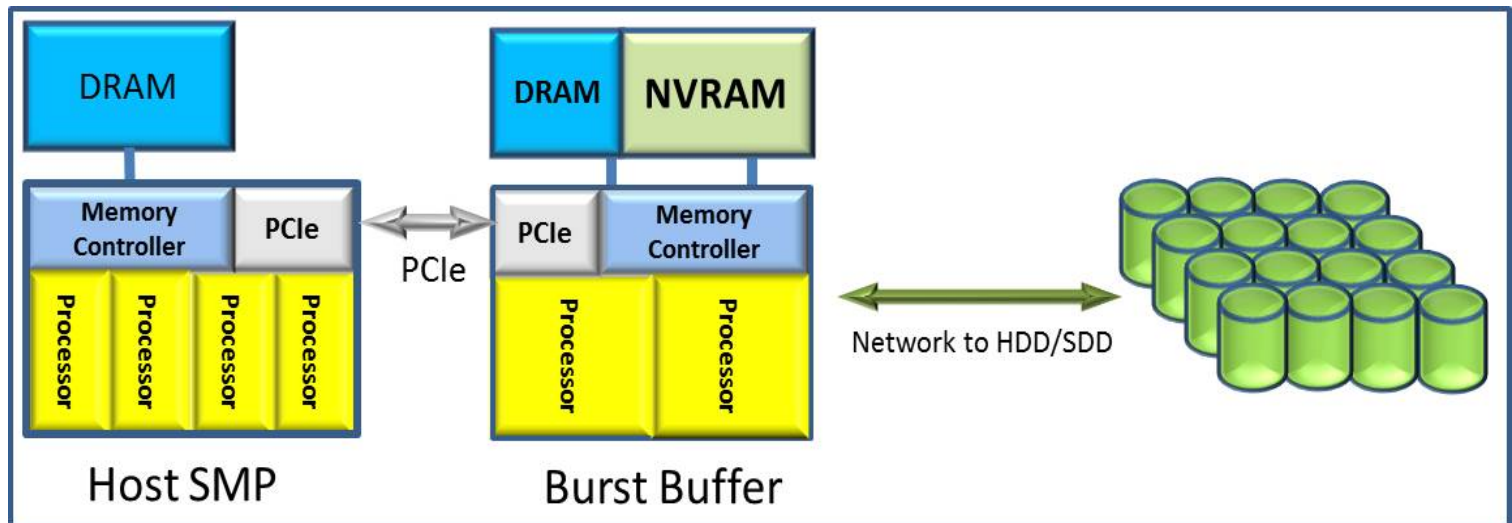 DRAM
DRAM
NVRAM
Memory
Controller
PCIe
PCIe
PCIe
Memory
Controller
Processor
Processor
Processor
Processor
Processor
Processor
Network to HDD/SDD
Host SMP
Burst Buffer